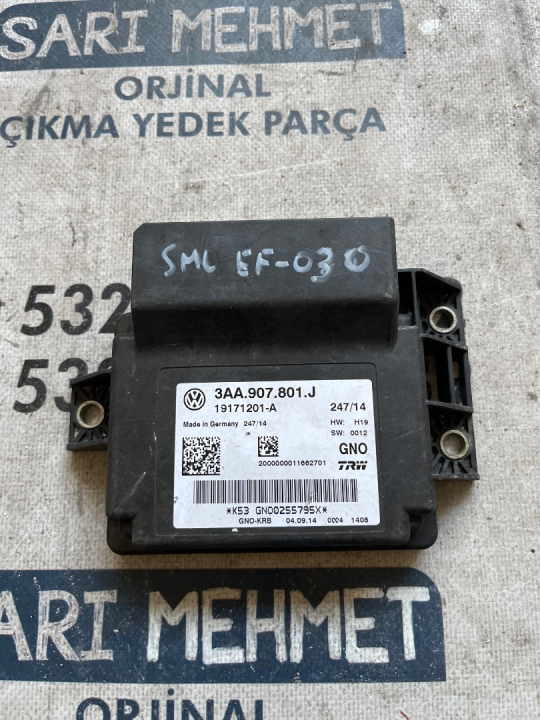 SARI MEHMET
ORJİNAL
ÇIKMA YEDEK PARÇA
SML EF-030
532
532
3AA.907.801.J
19171201-A
247/14
Made in Germany 247/14
HW: H19
SW: 0012
GNO
2000000011662701
TRW
*K53 GNO0255795X*
GNO-KRB 04.09.14 0004 1408
SARI MEHMET
ORJİNAL